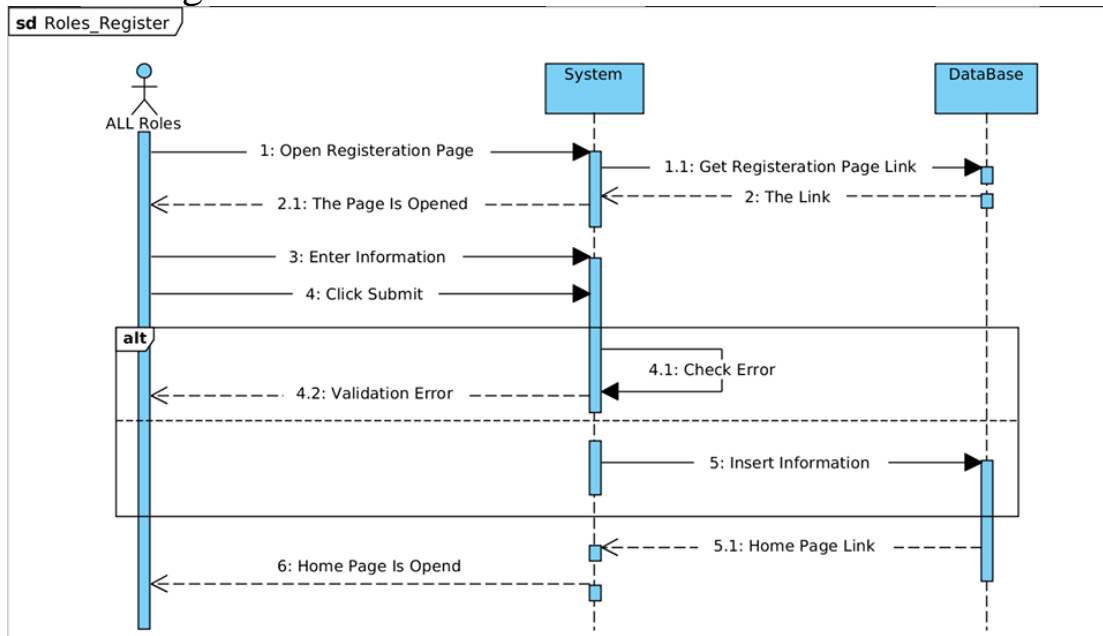 sd Roles_Register
System
DataBase
ALL Roles
1: Open Registeration Page
1.1: Get Registeration Page Link
2: The Link
2.1: The Page Is Opened
3: Enter Information
4: Click Submit
alt
4.1: Check Error
4.2: Validation Error
5: Insert Information
5.1: Home Page Link
6: Home Page Is Opend